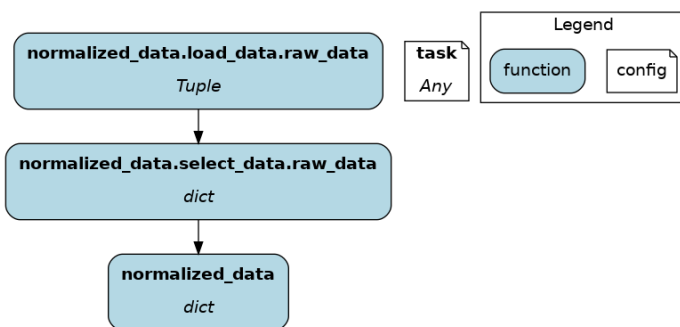 normalized_data.load_data.raw_data
Tuple
task
Any
Legend
function
config
normalized_data.select_data.raw_data
dict
normalized_data
dict